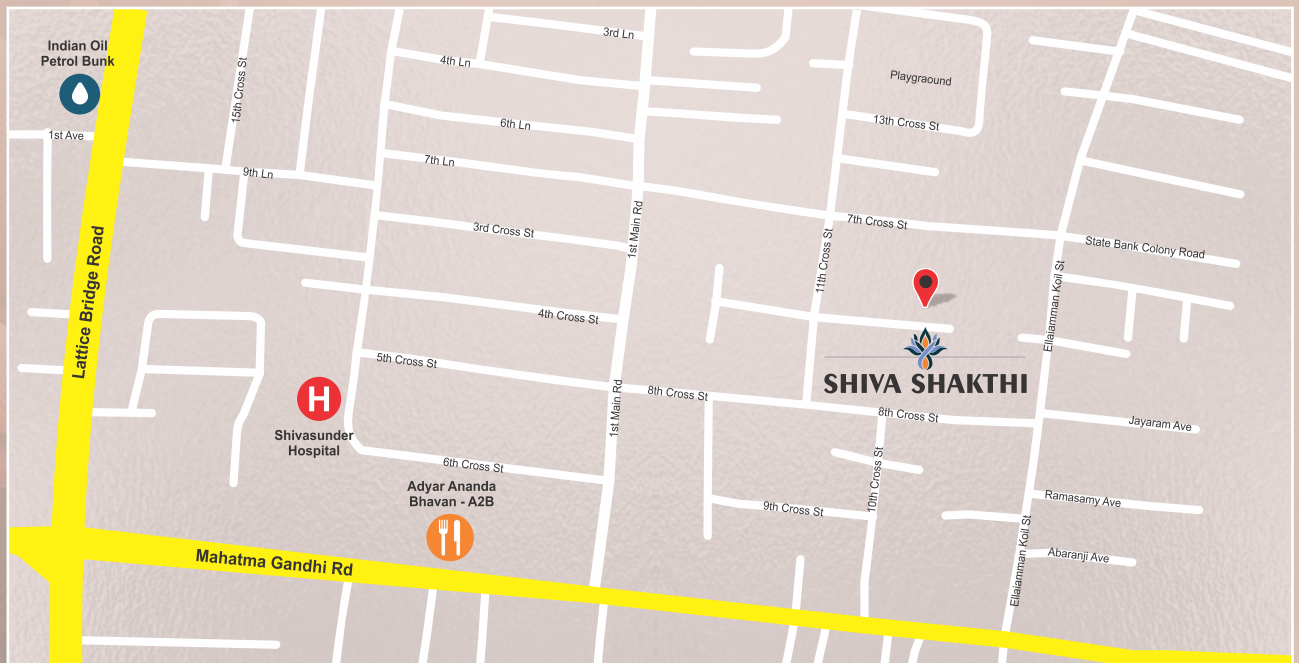 Indian Oil
Petrol Bunk
15th Cross St
3rd Ln
4th Ln
Playgraound
1st Ave
6th Ln
13th Cross St
7th Ln
9th Ln
3rd Cross St
1st Main Rd
7th Cross St
State Bank Colony Road
11th Cross St
Lattice Bridge Road
4th Cross St
Ellaiamman Koil St
5th Cross St
H
SHIVA SHAKTHI
1st Main Rd
8th Cross St
8th Cross St
Jayaram Ave
Shivasunder
Hospital
6th Cross St
10th Cross St
Adyar Ananda
Bhavan - A2B
9th Cross St
Ramasamy Ave
Mahatma Gandhi Rd
Ellaiamman Koil St
Abaranji Ave